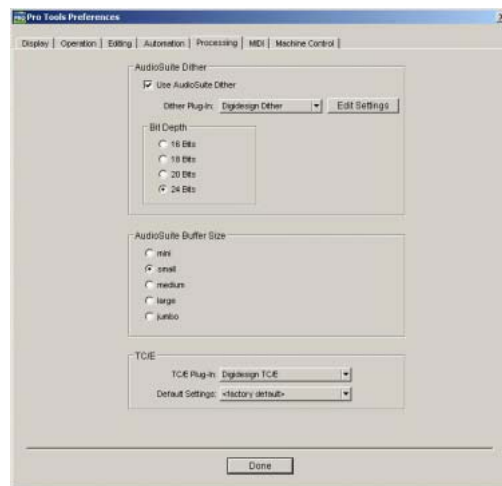 Pro Tools Preferences
Display Operation Editing Automation Processing MIDI Machine Control
AudioSuite Dither
Use AudioSuite Dither
Dither Plug-In: Digidesign Dither Edit Settings
Bit Depth
16 Bits
18 Bits
20 Bits
24 Bits
AudioSuite Buffer Size
mini
small
medium
large
jumbo
TC/E
TC/E Plug-In: Digidesign TC/E
Default Settings: <factory default>
Done